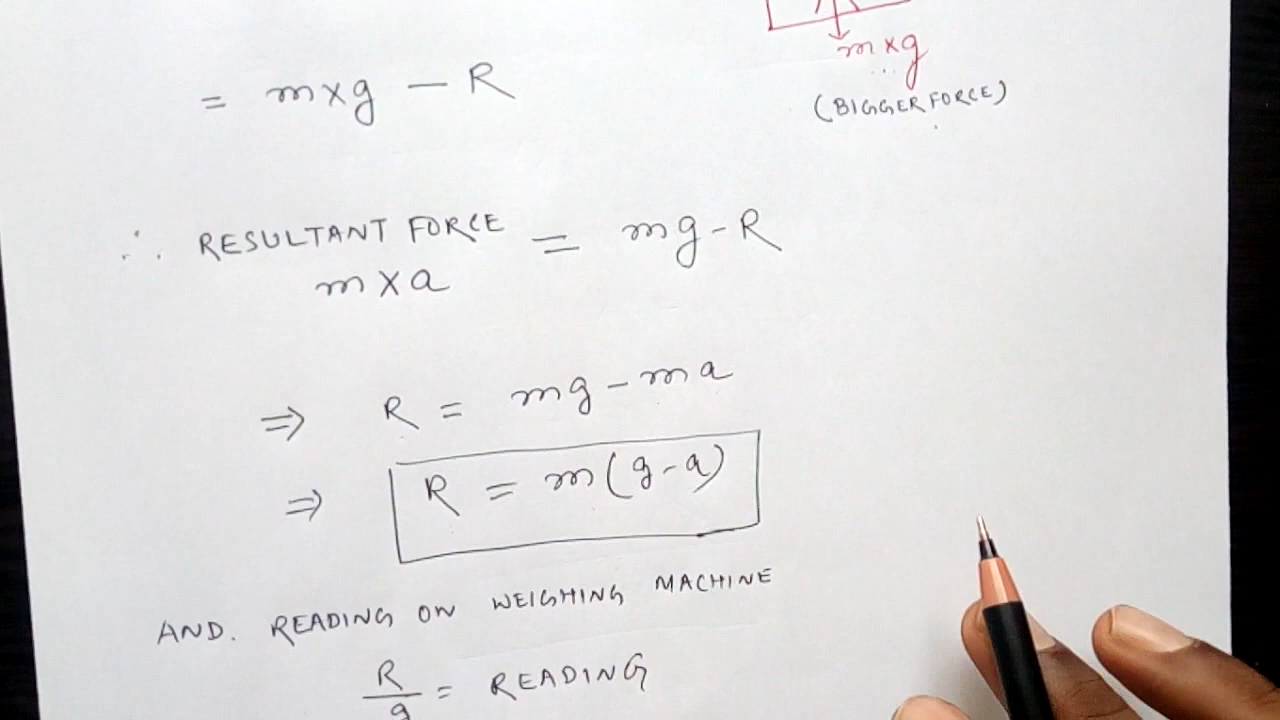 m×g
(BIGGER FORCE)
= m×g − R
∴ RESULTANT FORCE = mg−R
m×a
⇒ R = mg − ma
⇒ R = m(g−a)
AND. READING ON WEIGHING MACHINE
R/g = READING